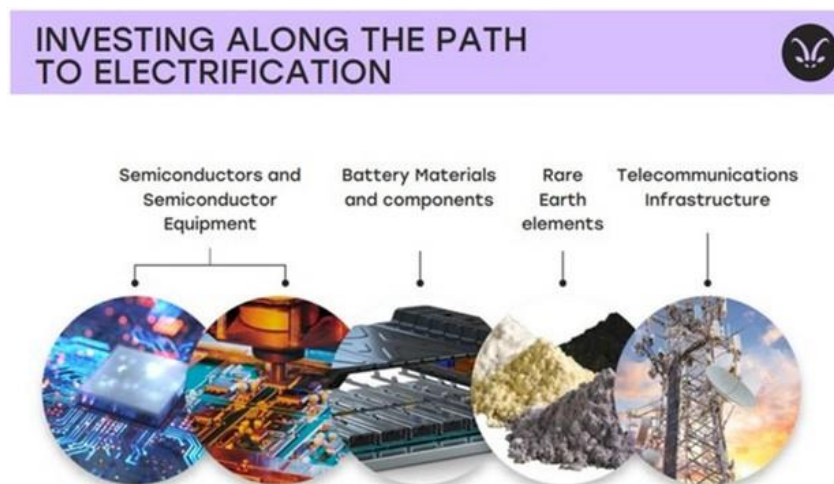 INVESTING ALONG THE PATH
TO ELECTRIFICATION
Semiconductors and
Semiconductor
Equipment
Battery Materials
and components
Rare
Earth
elements
Telecommunications
Infrastructure